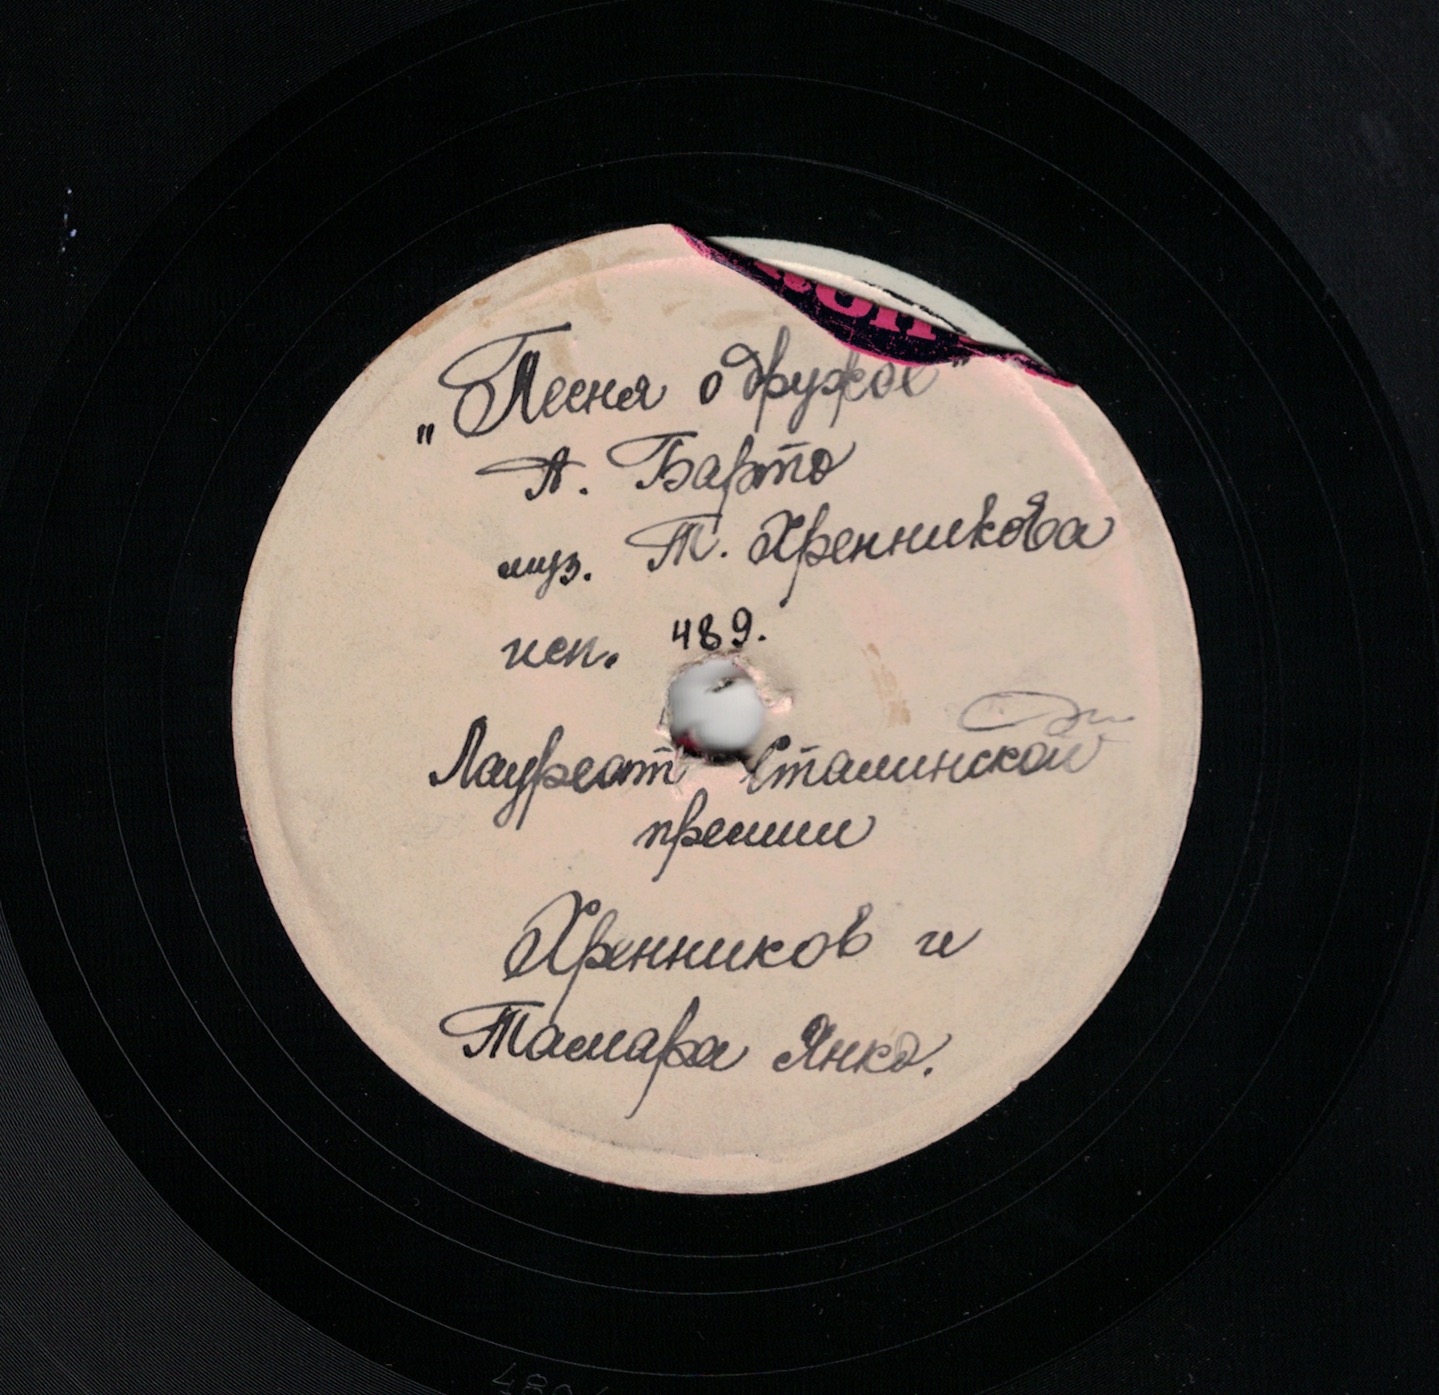 „Песня о дружбе"
А. Барто
муз. Т. Хренникова
исп. 489.
Лауреат Сталинской
премии
Хренников и
Тамара Янко.